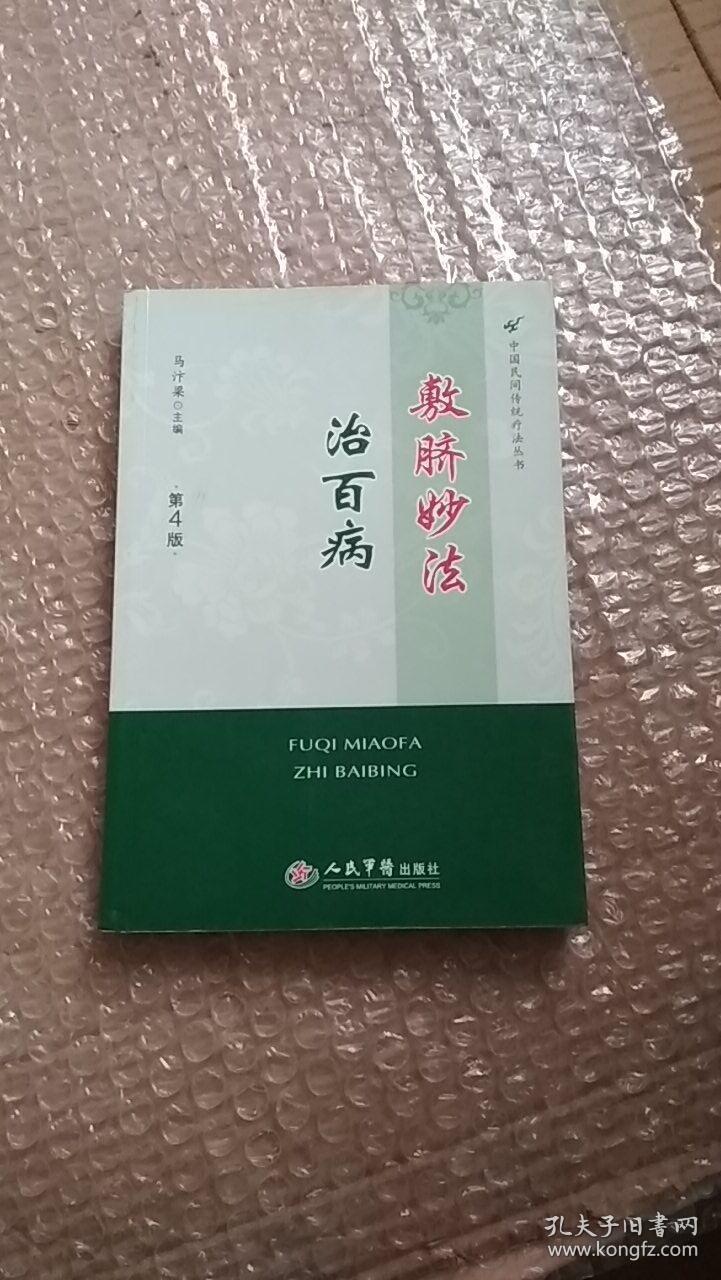 中国民间传统疗法丛书
敷脐妙法
治百病
马汴梁⊙主编
·第4版·
FUQI MIAOFA
ZHI BAIBING
人民军醫出版社
PEOPLE'S MILITARY MEDICAL PRESS
孔夫子旧書网
www.kongfz.com